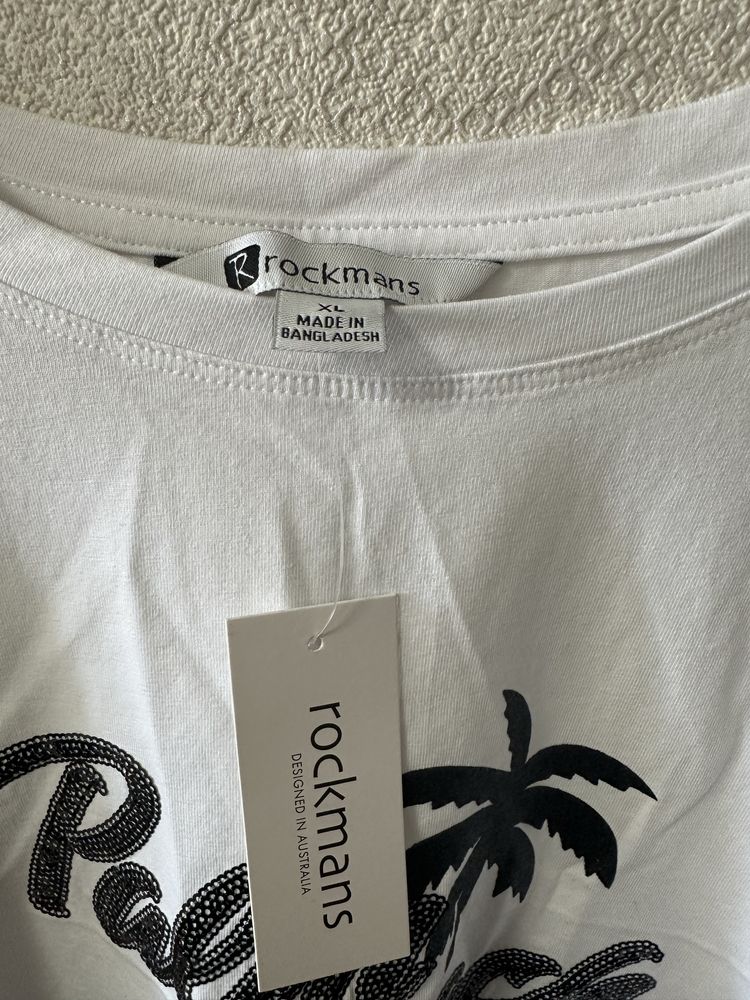 R rockmans
XL
MADE IN
BANGLADESH
rockmans
DESIGNED IN AUSTRALIA